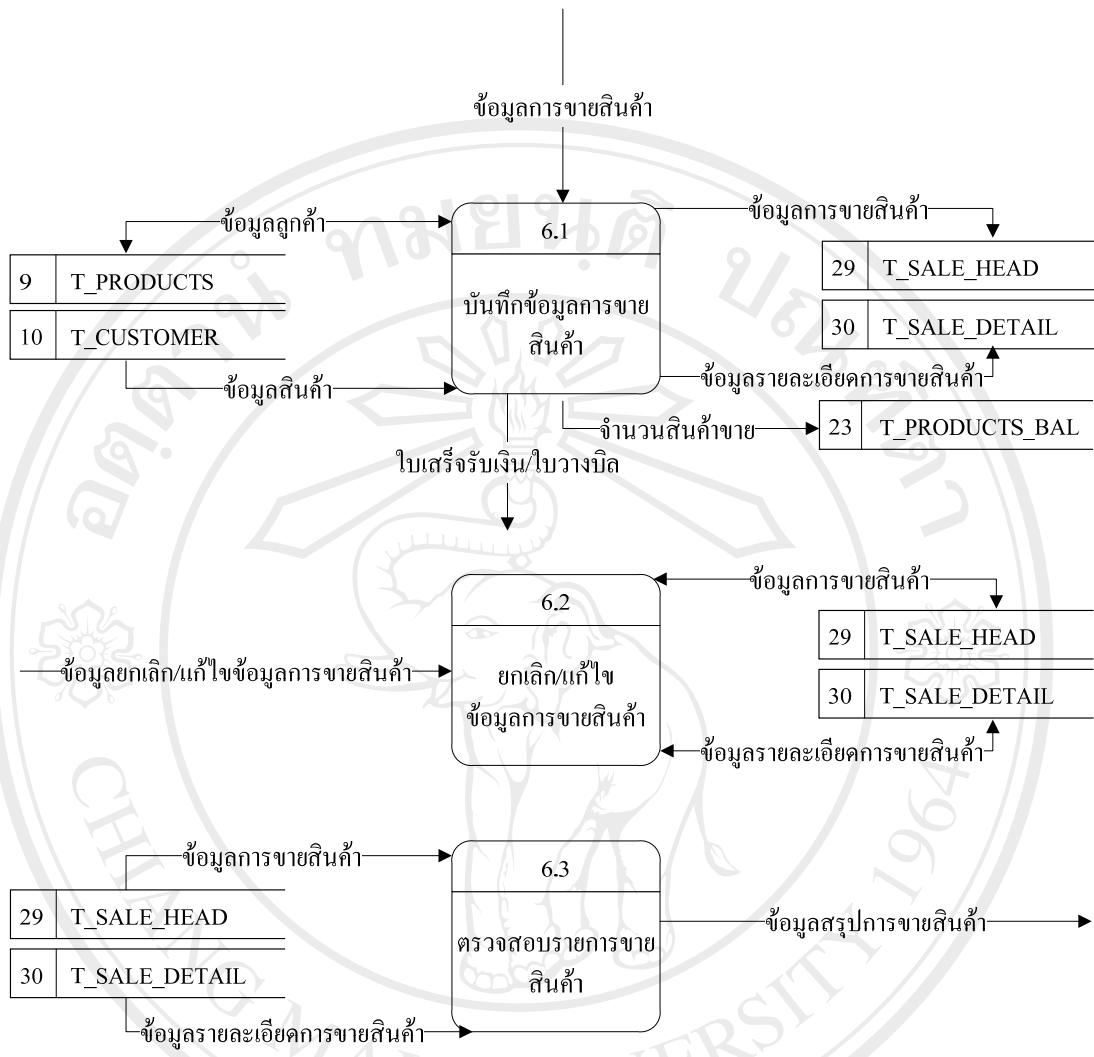 ข้อมูลการขายสินค้า
ข้อมูลลูกค้า
6.1
ข้อมูลการขายสินค้า
9 T_PRODUCTS
10 T_CUSTOMER
บันทึกข้อมูลการขาย
สินค้า
29 T_SALE_HEAD
30 T_SALE_DETAIL
ข้อมูลสินค้า
ข้อมูลรายละเอียดการขายสินค้า
จำนวนสินค้าขาย
23 T_PRODUCTS_BAL
ใบเสร็จรับเงิน/ใบวางบิล
6.2
ข้อมูลการขายสินค้า
29 T_SALE_HEAD
30 T_SALE_DETAIL
ข้อมูลยกเลิก/แก้ไขข้อมูลการขายสินค้า
ยกเลิก/แก้ไข
ข้อมูลการขายสินค้า
ข้อมูลรายละเอียดการขายสินค้า
ข้อมูลการขายสินค้า
6.3
29 T_SALE_HEAD
30 T_SALE_DETAIL
ตรวจสอบรายการขาย
สินค้า
ข้อมูลสรุปการขายสินค้า
ข้อมูลรายละเอียดการขายสินค้า